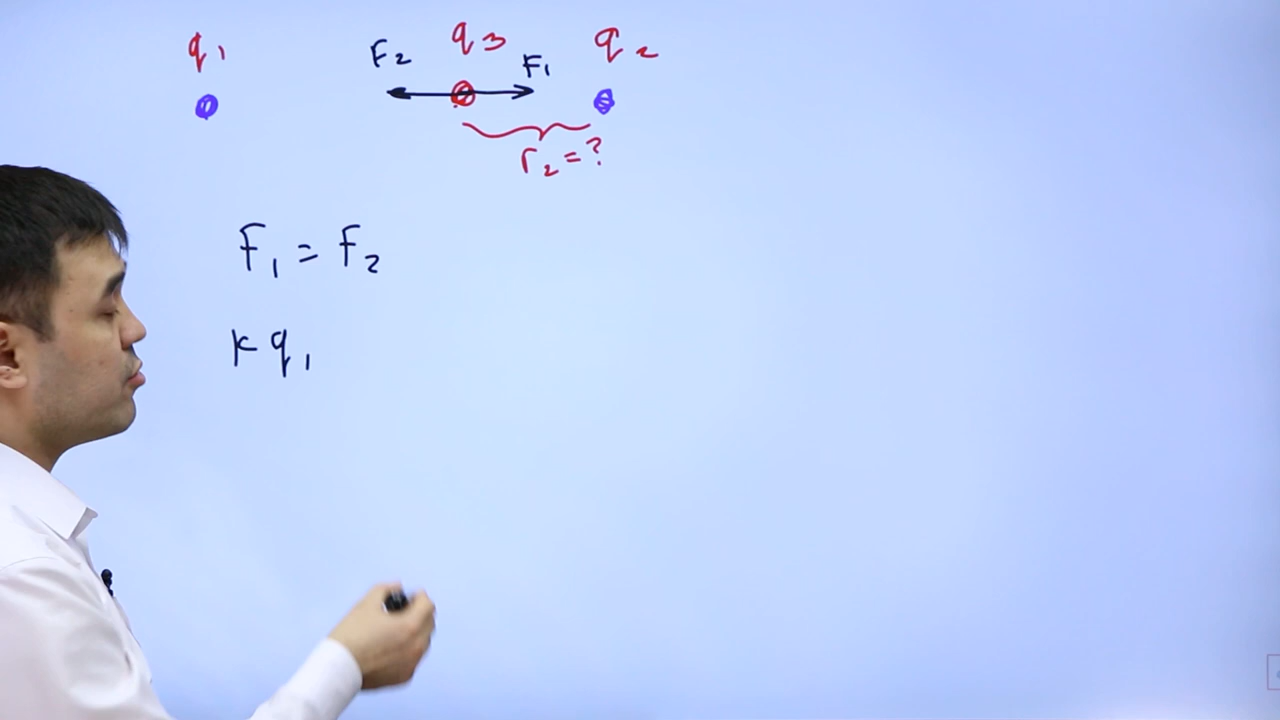 q₁ F₂ q₃ F₁ q₂
r₂ = ?
F₁ = F₂
k q₁